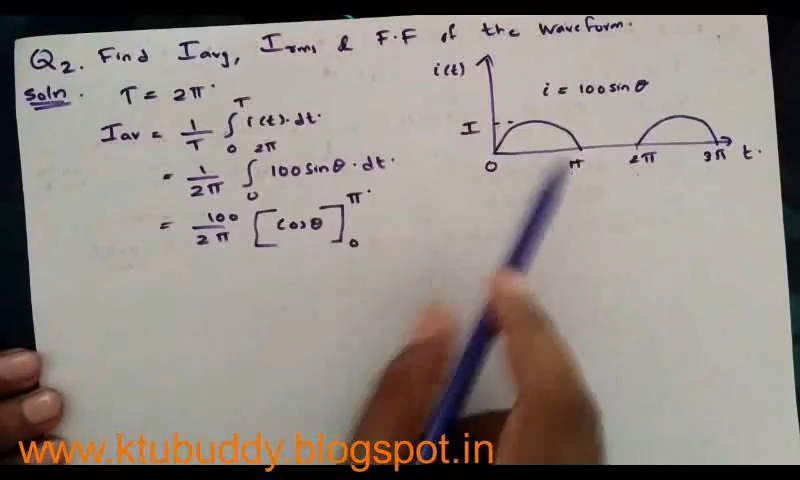 Q2. Find Iavg, Irms & F.F of the waveform.
Soln. T = 2π.
Iav = 1/T ∫₀ᵀ i(t).dt.
= 1/2π ∫₀²π 100 sinθ.dt.
= 100/2π [cosθ]₀π.
i(t)
i = 100 sinθ
I
0 π 2π 3π t.
www.ktubuddy.blogspot.in